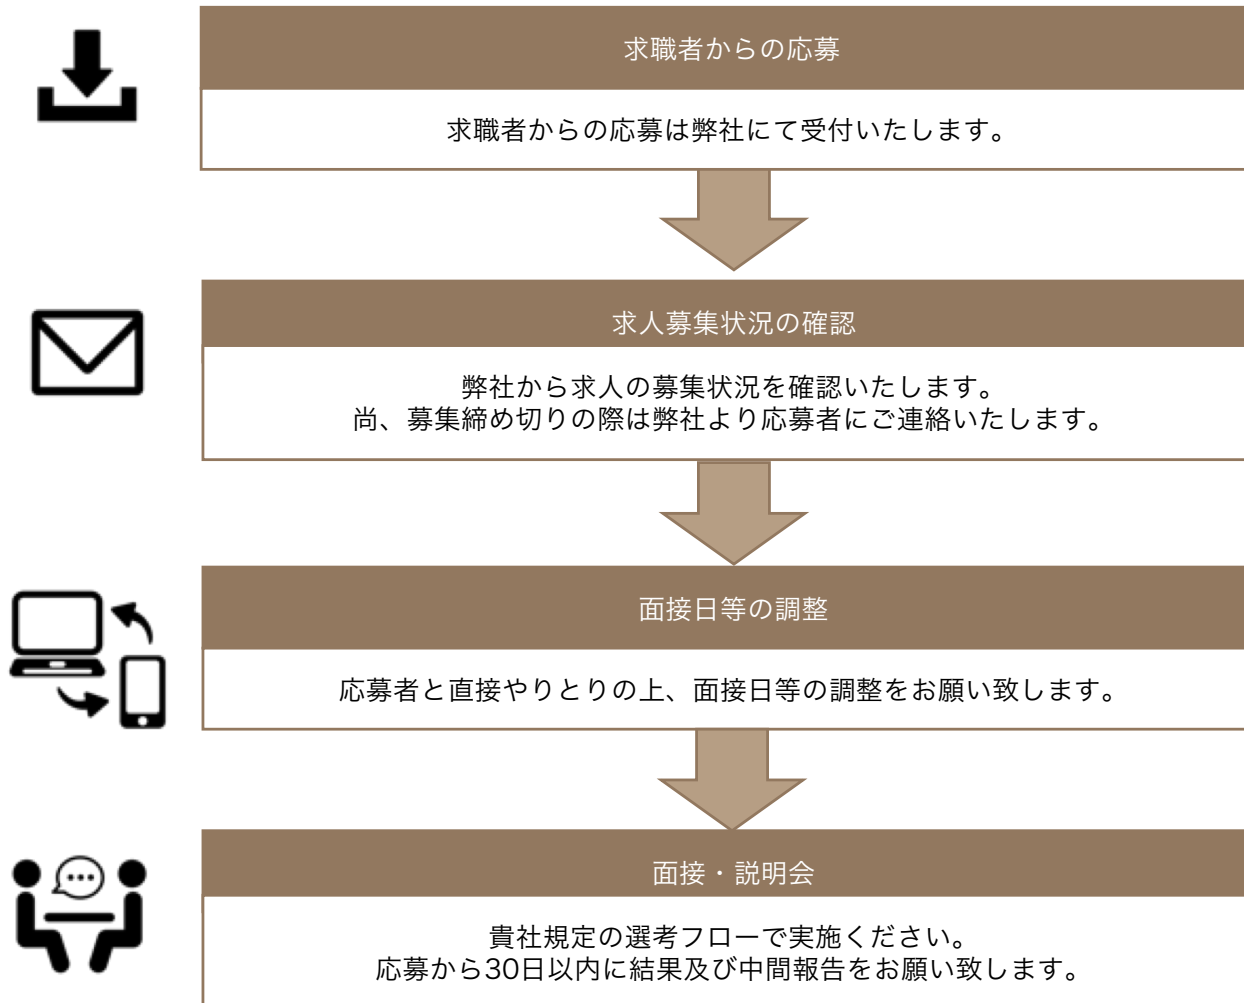 求職者からの応募
求職者からの応募は弊社にて受付いたします。
求人募集状況の確認
弊社から求人の募集状況を確認いたします。
尚、募集締め切りの際は弊社より応募者にご連絡いたします。
面接日等の調整
応募者と直接やりとりの上、面接日等の調整をお願い致します。
面接・説明会
貴社規定の選考フローで実施ください。
応募から30日以内に結果及び中間報告をお願い致します。